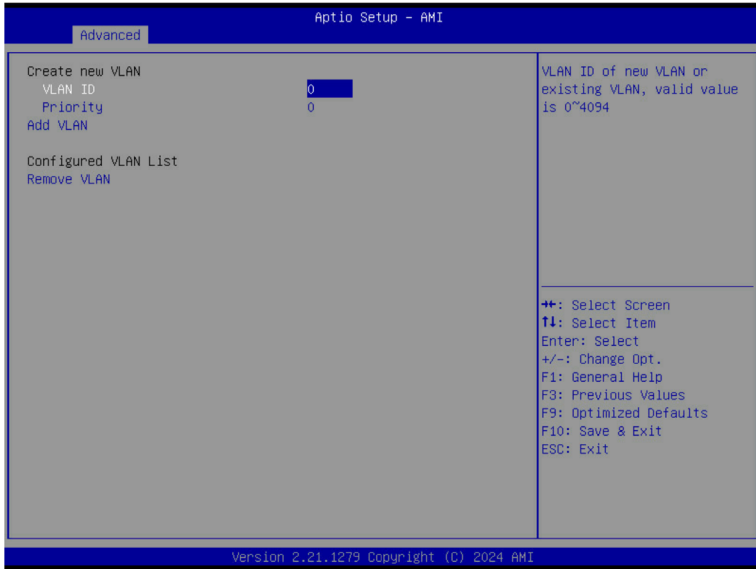 Aptio Setup – AMI
Advanced
Create new VLAN
VLAN ID 0
Priority 0
Add VLAN
Configured VLAN List
Remove VLAN
VLAN ID of new VLAN or
existing VLAN, valid value
is 0~4094
→←: Select Screen
↑↓: Select Item
Enter: Select
+/-: Change Opt.
F1: General Help
F3: Previous Values
F9: Optimized Defaults
F10: Save & Exit
ESC: Exit
Version 2.21.1279 Copyright (C) 2024 AMI